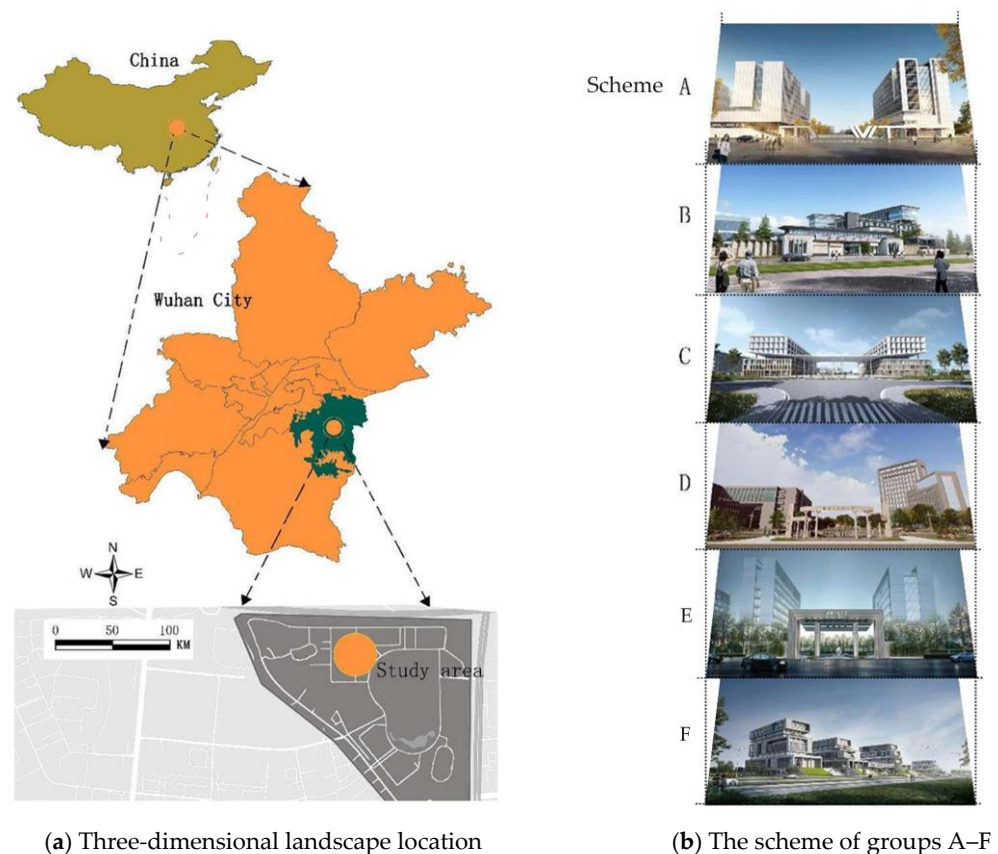 China
Wuhan City
N
W E
S
0 50 100
KM
Study area
(a) Three-dimensional landscape location
Scheme A
B
C
D
E
F
(b) The scheme of groups A–F